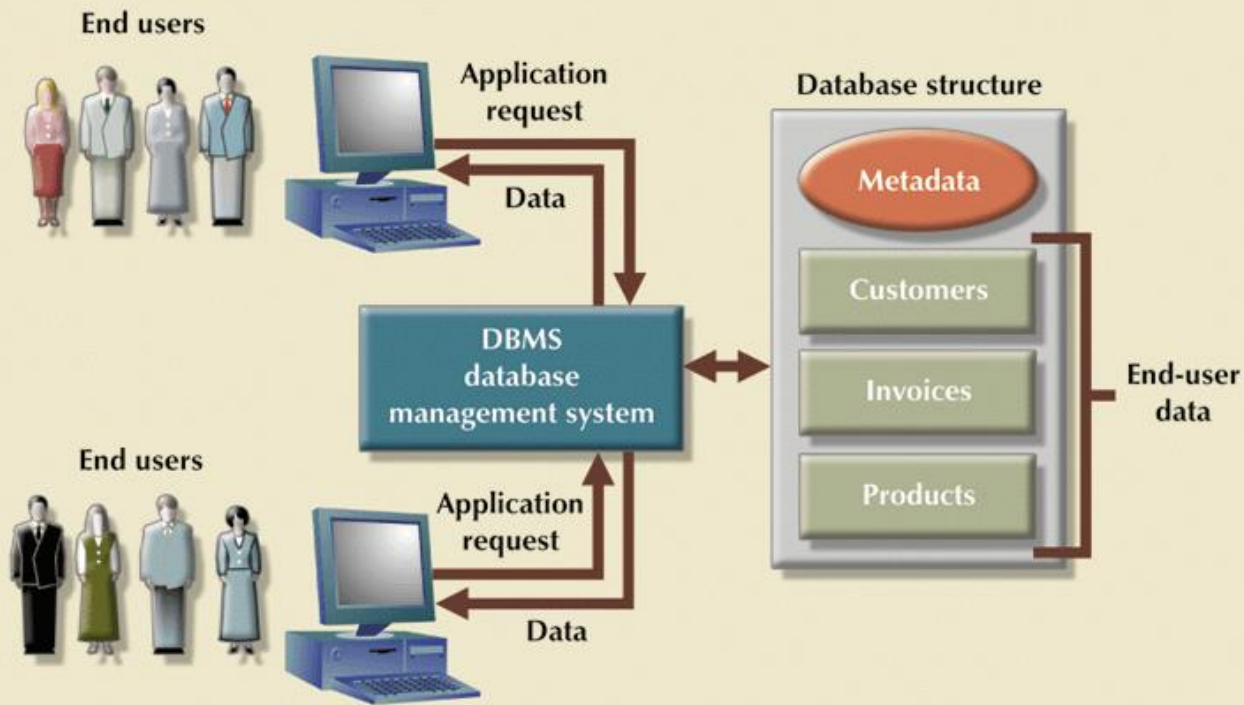 End users
Application
request
Data
Database structure
Metadata
Customers
Invoices
Products
End-user
data
DBMS
database
management system
End users
Application
request
Data